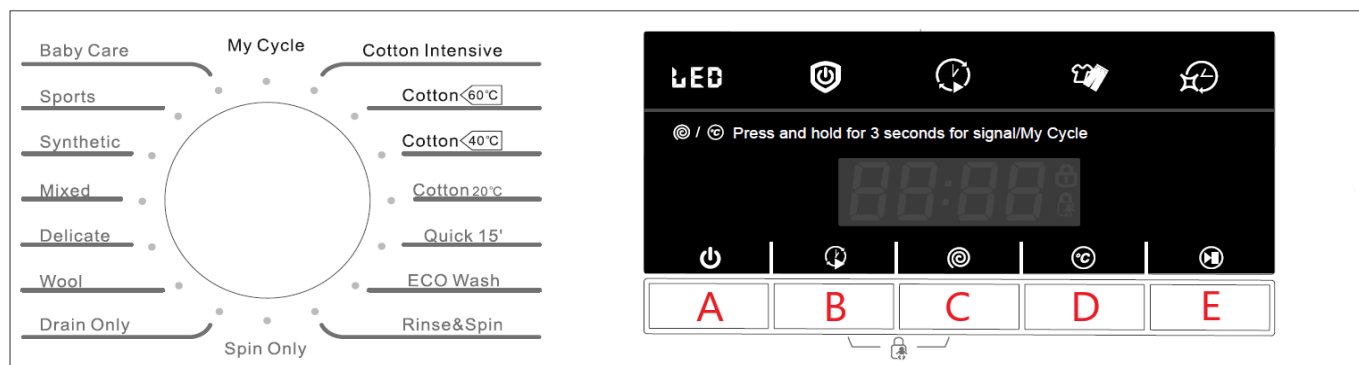 My Cycle
Baby Care
Cotton Intensive
Sports
Cotton 60℃
Synthetic
Cotton 40℃
Mixed
Cotton 20℃
Delicate
Quick 15'
Wool
ECO Wash
Drain Only
Rinse&Spin
Spin Only
LED
◎ / ℃ Press and hold for 3 seconds for signal/My Cycle
88:88
℃
A B C D E